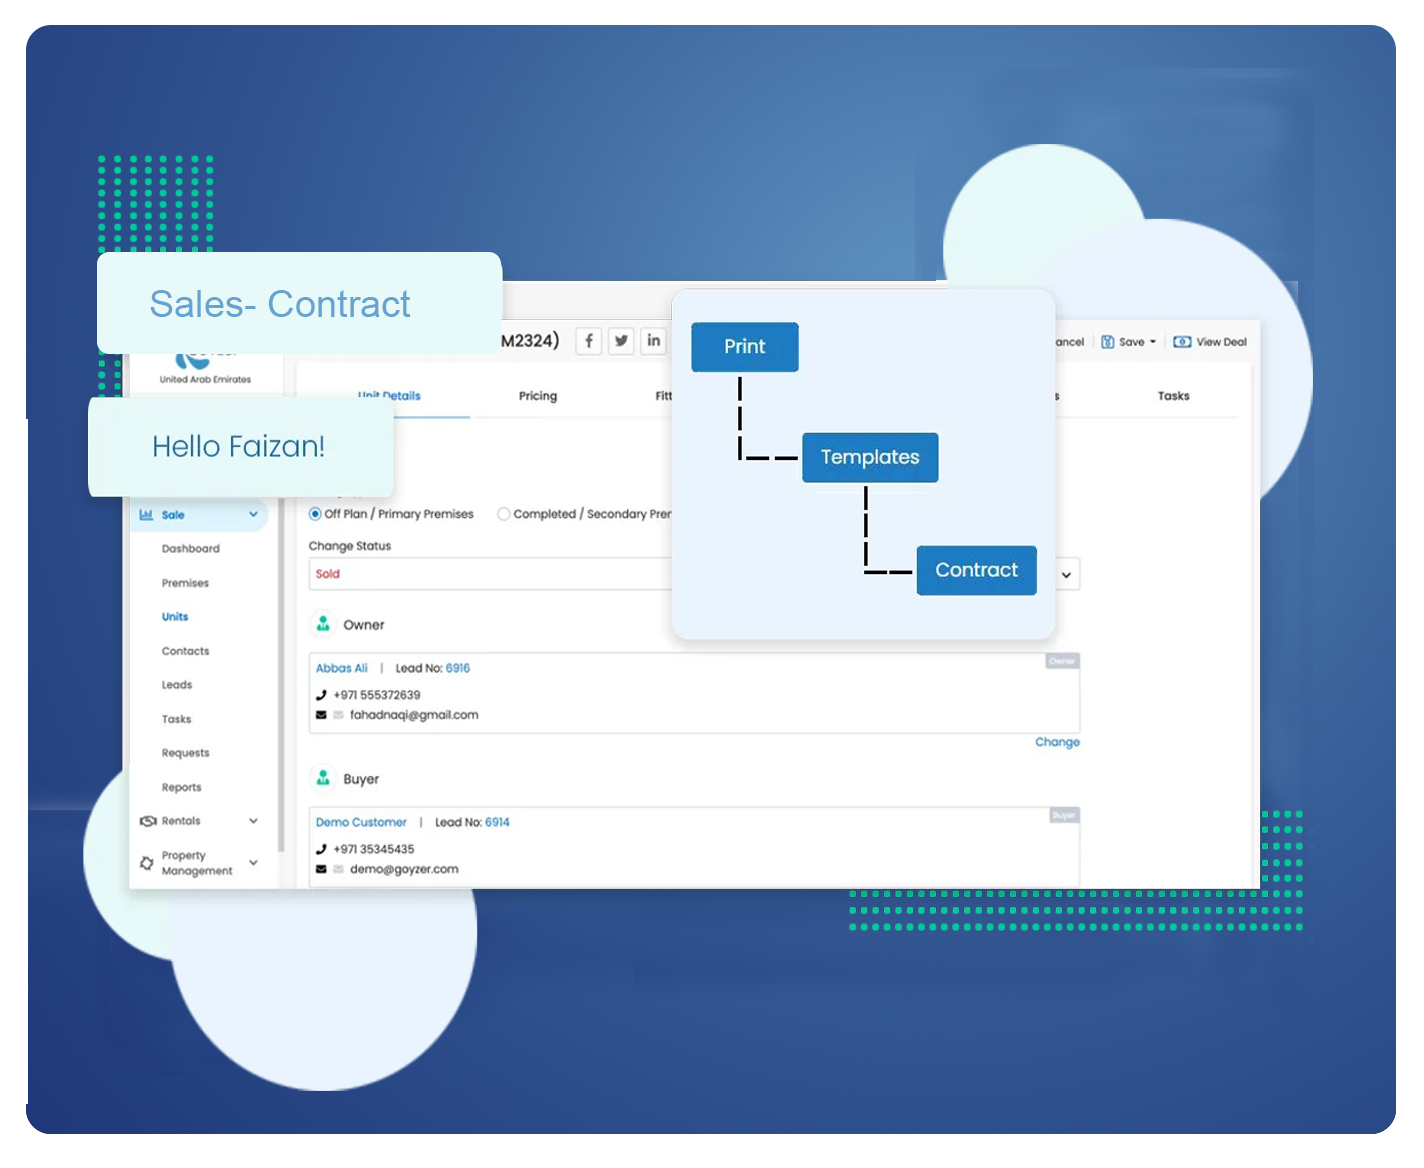 Sales- Contract
M2324)
f
in
Print
ancel
Save
View Deal
United Arab Emirates
Unit Details
Pricing
Fitt
s
Tasks
Hello Faizan!
Templates
Sale
Off Plan / Primary Premises
Completed / Secondary Prer
Change Status
Sold
Contract
Dashboard
Premises
Units
Contacts
Leads
Tasks
Requests
Reports
Rentals
Property
Management
Owner
Abbas Ali | Lead No: 6916
Owner
+971 555372639
fahadnaqi@gmail.com
Change
Buyer
Demo Customer | Lead No: 6914
Buyer
+971 35345435
demo@goyzer.com